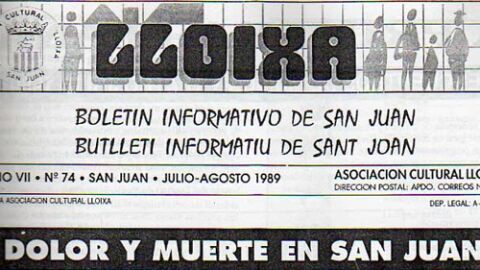 CULTURAL LLOIXA
SAN JUAN
LLOIXA
BOLETIN INFORMATIVO DE SAN JUAN
BUTLLETI INFORMATIU DE SANT JOAN
VII • Nº 74 • SAN JUAN • JULIO-AGOSTO 1989
ASOCIACION CULTURAL
DIRECCION POSTAL: APDO. CORREOS
ASOCIACION CULTURAL LLOIXA
DEP. LEGAL: A-
DOLOR Y MUERTE EN SAN JUAN